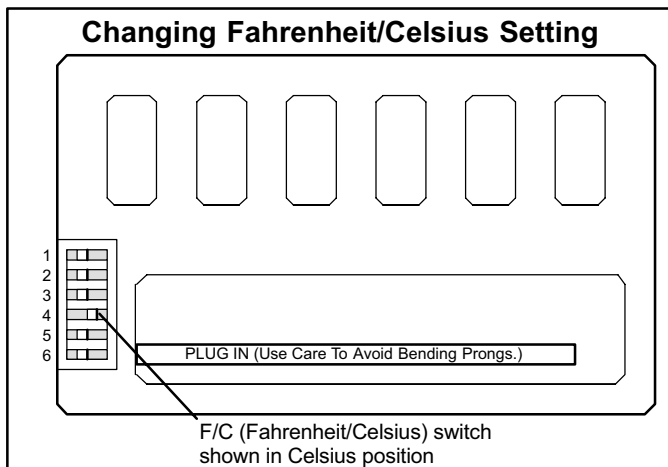 Changing Fahrenheit/Celsius Setting
1
2
3
4
5
6
PLUG IN (Use Care To Avoid Bending Prongs.)
F/C (Fahrenheit/Celsius) switch
shown in Celsius position